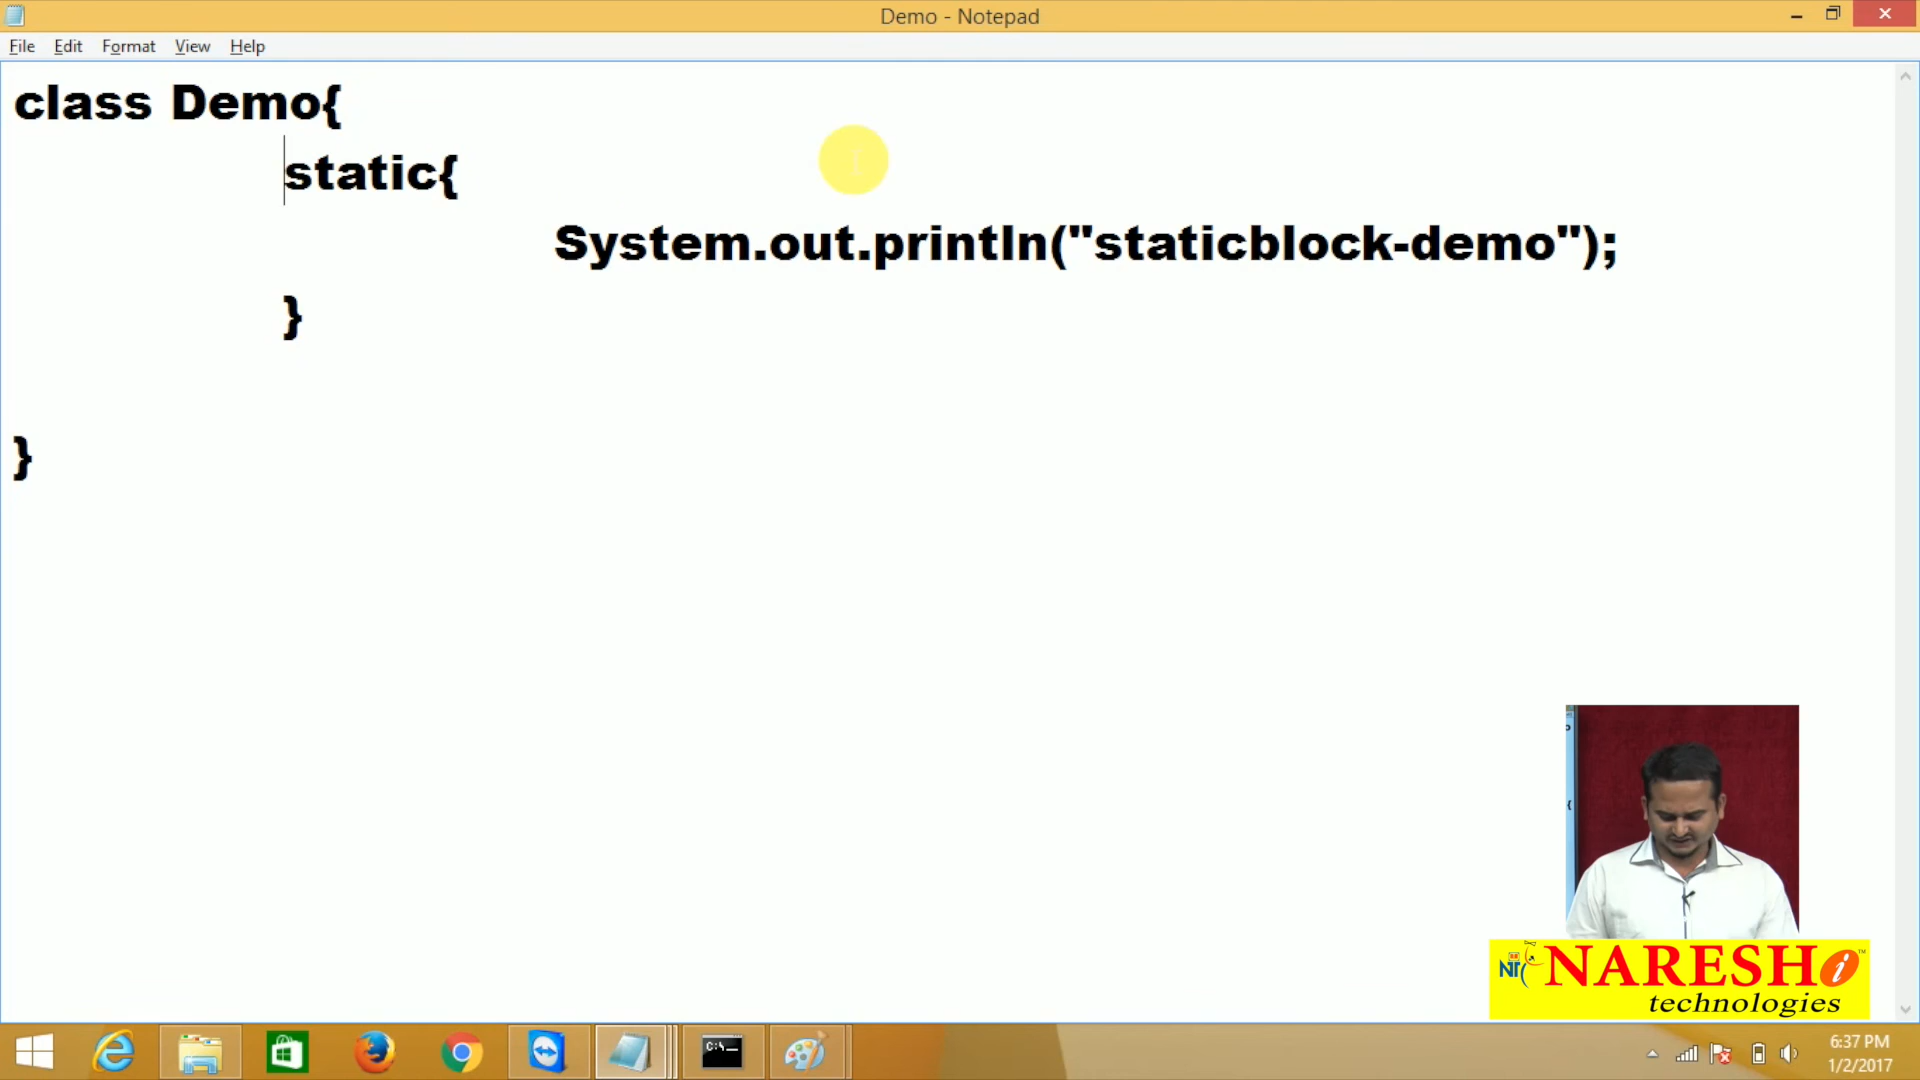 Demo - Notepad
File Edit Format View Help
class Demo{
static{
System.out.println("staticblock-demo");
}
}
NARESH i ™
technologies
6:37 PM
1/2/2017